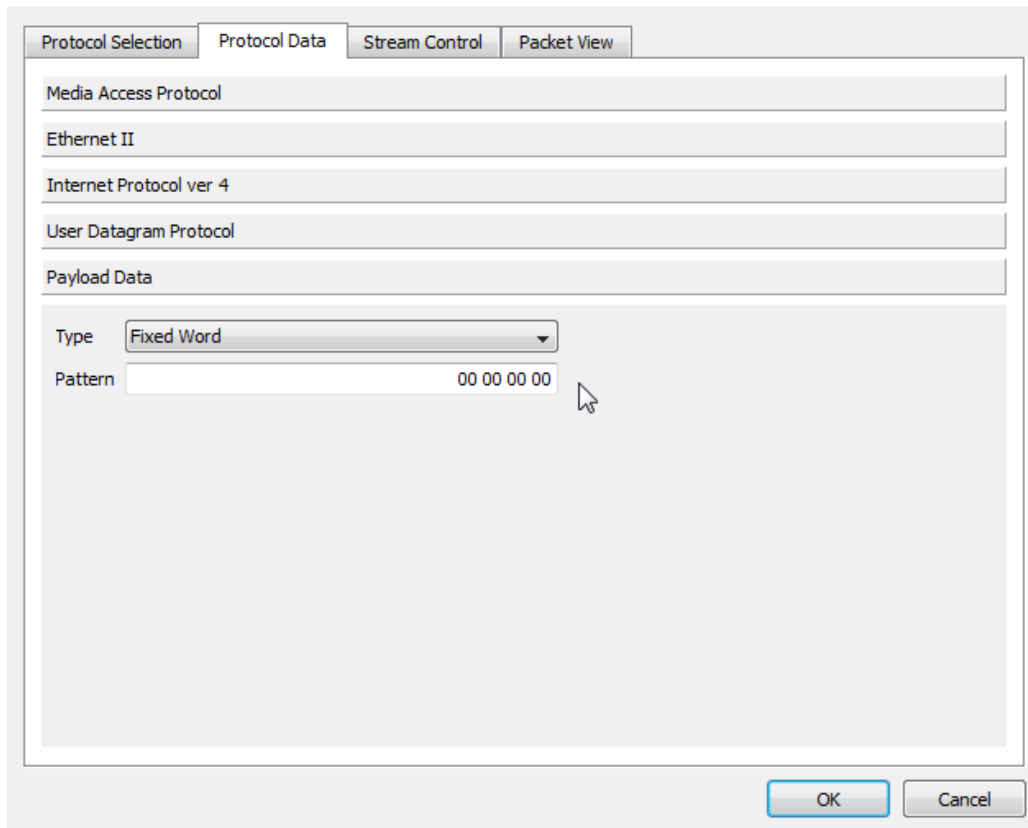 Protocol Selection Protocol Data Stream Control Packet View
Media Access Protocol
Ethernet II
Internet Protocol ver 4
User Datagram Protocol
Payload Data
Type Fixed Word
Pattern 00 00 00 00
OK Cancel